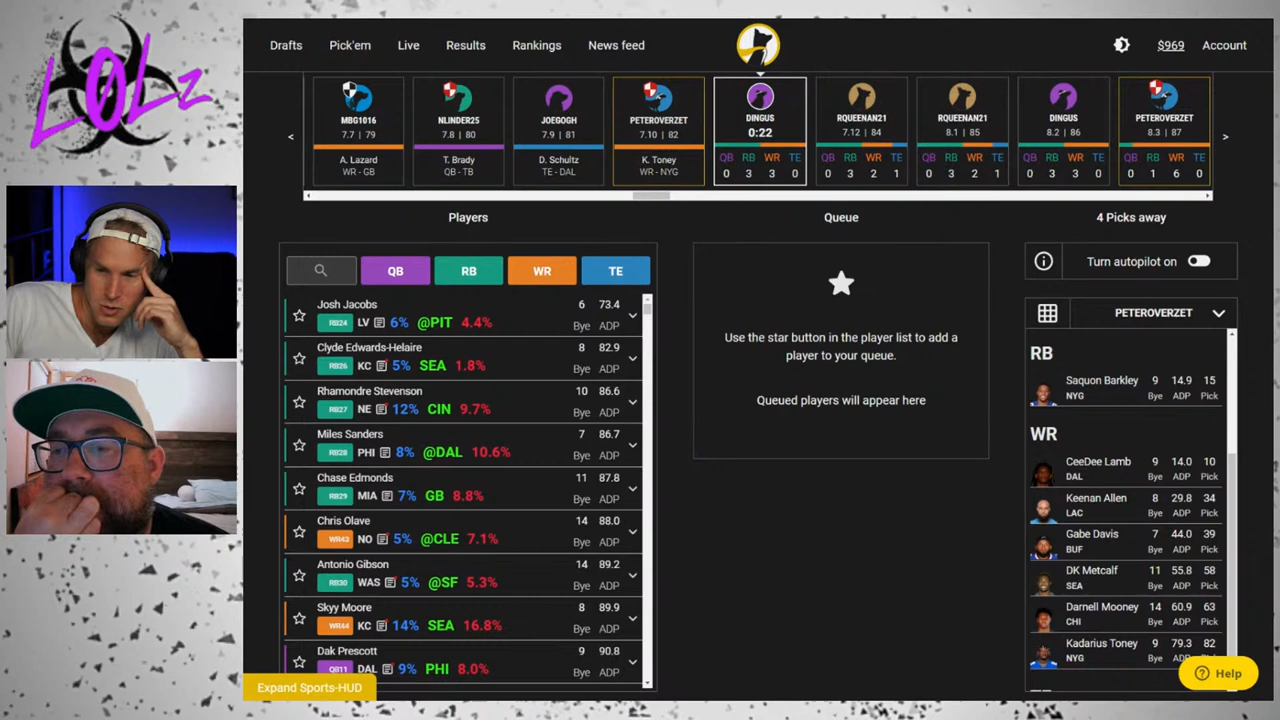 LOLz
Drafts Pick'em Live Results Rankings News feed
$969 Account
MBG1016
7.7 | 79
A. Lazard
WR - GB
NLINDER25
7.8 | 80
T. Brady
QB - TB
JOEGOGH
7.9 | 81
D. Schultz
TE - DAL
PETEROVERZET
7.10 | 82
K. Toney
WR - NYG
DINGUS
0:22
QB RB WR TE
0 3 3 0
RQUEENAN21
7.12 | 84
QB RB WR TE
0 3 2 1
RQUEENAN21
8.1 | 85
QB RB WR TE
0 3 2 1
DINGUS
8.2 | 86
QB RB WR TE
0 3 3 0
PETEROVERZET
8.3 | 87
QB RB WR TE
0 1 6 0
Players
QB RB WR TE
Josh Jacobs 6 73.4
RB24 LV 6% @PIT 4.4% Bye ADP
Clyde Edwards-Helaire 8 82.9
RB26 KC 5% SEA 1.8% Bye ADP
Rhamondre Stevenson 10 86.6
RB27 NE 12% CIN 9.7% Bye ADP
Miles Sanders 7 86.7
RB28 PHI 8% @DAL 10.6% Bye ADP
Chase Edmonds 11 87.8
RB29 MIA 7% GB 8.8% Bye ADP
Chris Olave 14 88.0
WR43 NO 5% @CLE 7.1% Bye ADP
Antonio Gibson 14 89.2
RB30 WAS 5% @SF 5.3% Bye ADP
Skyy Moore 8 89.9
WR44 KC 14% SEA 16.8% Bye ADP
Dak Prescott 9 90.8
QB11 DAL 9% PHI 8.0% Bye ADP
Expand Sports-HUD
Queue
Use the star button in the player list to add a
player to your queue.
Queued players will appear here
4 Picks away
Turn autopilot on
PETEROVERZET
RB
Saquon Barkley 9 14.9 15
NYG Bye ADP Pick
WR
CeeDee Lamb 9 14.0 10
DAL Bye ADP Pick
Keenan Allen 8 29.8 34
LAC Bye ADP Pick
Gabe Davis 7 44.0 39
BUF Bye ADP Pick
DK Metcalf 11 55.8 58
SEA Bye ADP Pick
Darnell Mooney 14 60.9 63
CHI Bye ADP Pick
Kadarius Toney 9 79.3 82
NYG Bye ADP Pick
Help